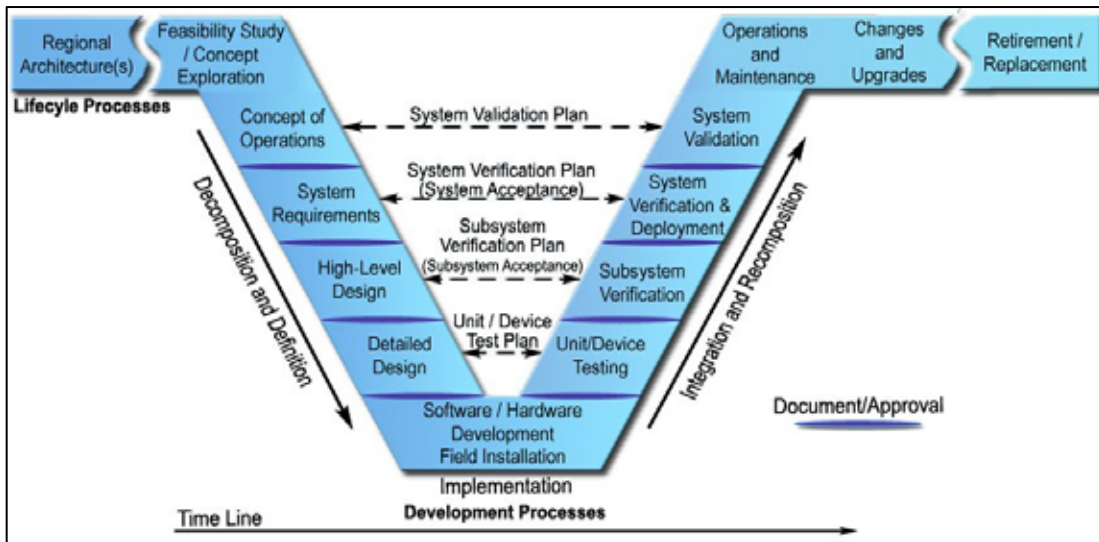 Regional
Architecture(s)
Feasibility Study
/ Concept
Exploration
Operations
and
Maintenance
Changes
and
Upgrades
Retirement /
Replacement
Lifecyle Processes
Concept of
Operations
System Validation Plan
System
Validation
System
Requirements
System Verification Plan
(System Acceptance)
System
Verification &
Deployment
High-Level
Design
Subsystem
Verification Plan
(Subsystem Acceptance)
Subsystem
Verification
Detailed
Design
Unit / Device
Test Plan
Unit/Device
Testing
Decomposition and Definition
Integration and Recomposition
Software / Hardware
Development
Field Installation
Document/Approval
Implementation
Development Processes
Time Line